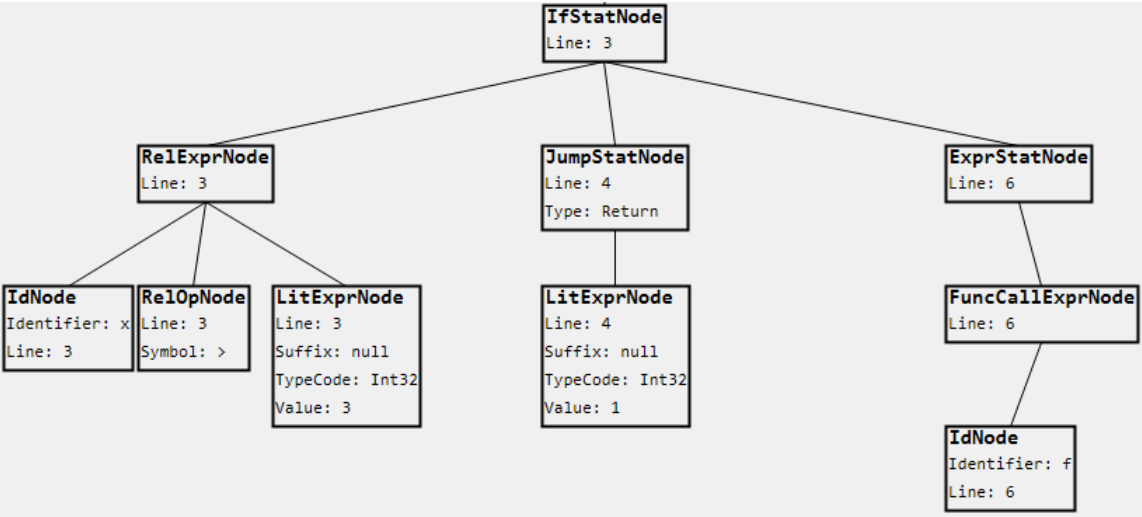 IfStatNode
Line: 3
RelExprNode
Line: 3
JumpStatNode
Line: 4
Type: Return
ExprStatNode
Line: 6
IdNode
Identifier: x
Line: 3
RelOpNode
Line: 3
Symbol: >
LitExprNode
Line: 3
Suffix: null
TypeCode: Int32
Value: 3
LitExprNode
Line: 4
Suffix: null
TypeCode: Int32
Value: 1
FuncCallExprNode
Line: 6
IdNode
Identifier: f
Line: 6